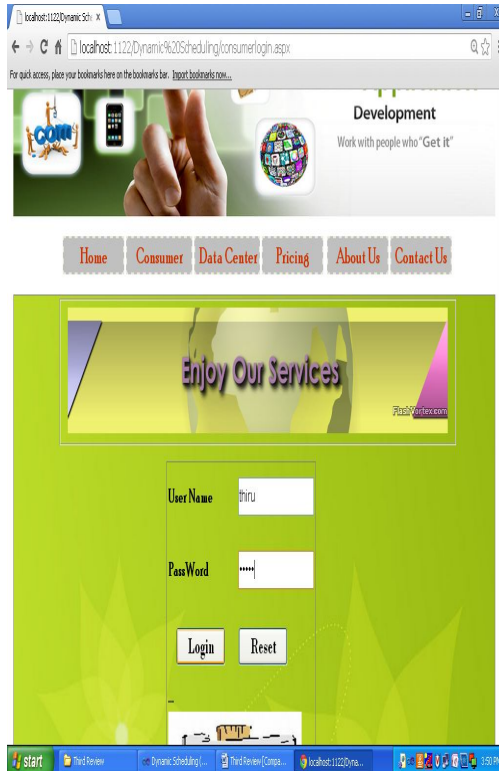 localhost:1122/Dynamic Sch
localhost:1122/Dynamic%20Scheduling/consumerlogin.aspx
For quick access, place your bookmarks here on the bookmarks bar. Import bookmarks now...
.COM
Development
Work with people who "Get it"
Home Consumer Data Center Pricing About Us Contact Us
Enjoy Our Services
FlashVortex.com
User Name thiru
PassWord •••••
Login Reset
start Third Review Dynamic Scheduling (... Third Review [Compa... localhost:1122/Dyna...